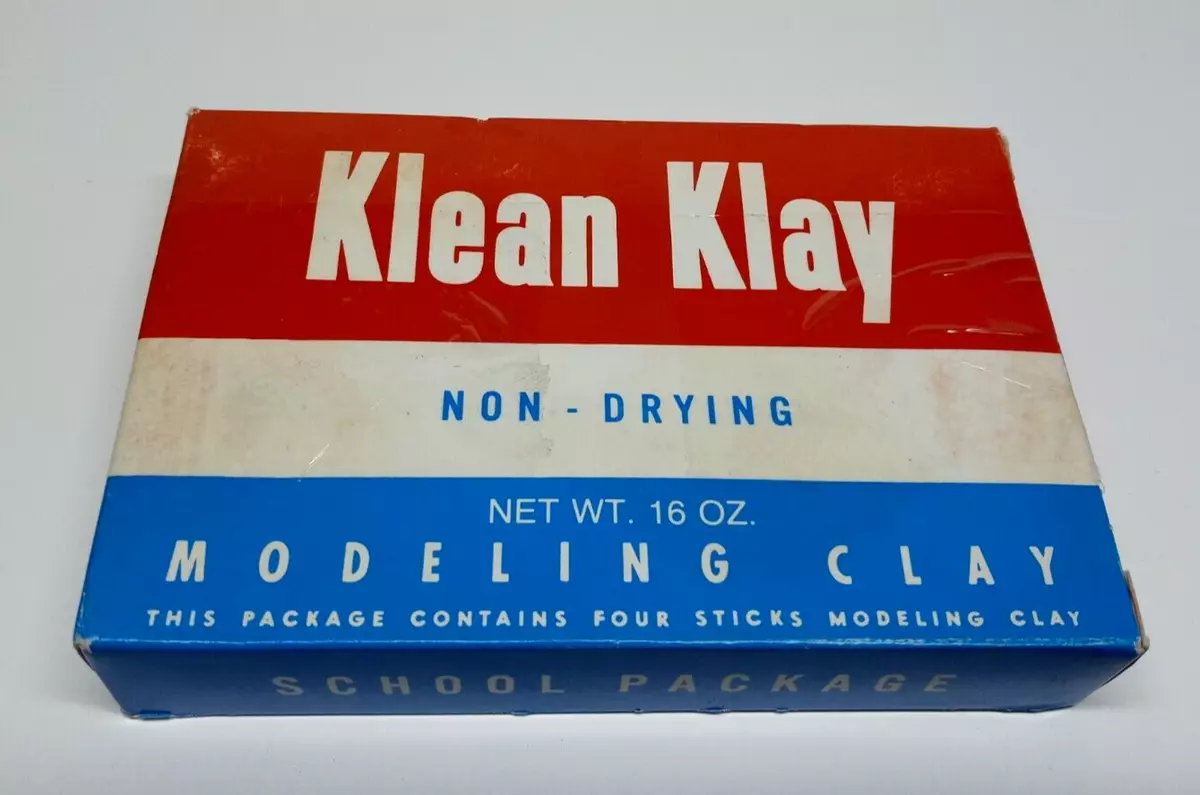 Klean Klay
NON - DRYING
NET WT. 16 OZ.
MODELING CLAY
THIS PACKAGE CONTAINS FOUR STICKS MODELING CLAY
SCHOOL PACKAGE